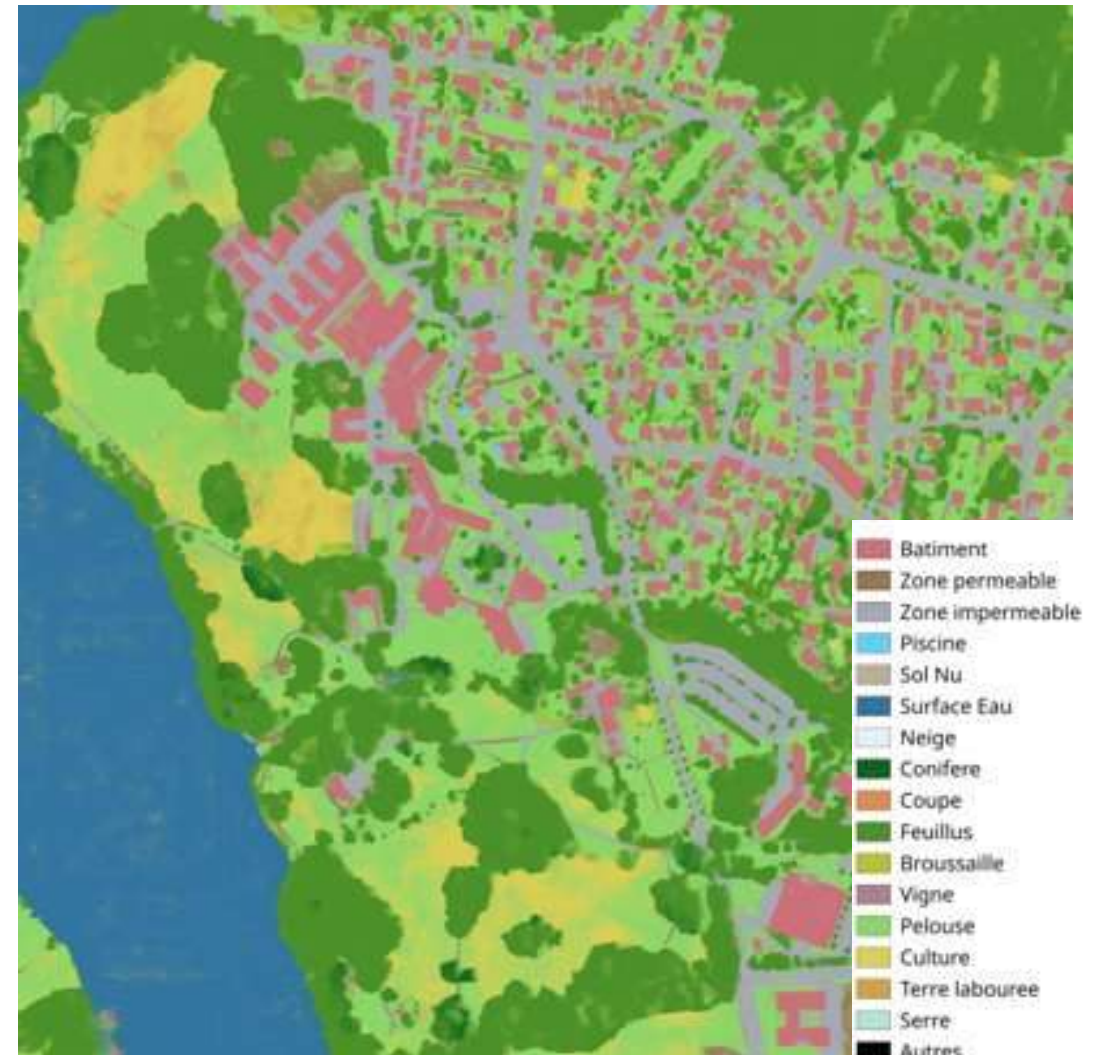 Batiment
Zone permeable
Zone impermeable
Piscine
Sol Nu
Surface Eau
Neige
Conifere
Coupe
Feuillus
Broussaille
Vigne
Pelouse
Culture
Terre labouree
Serre
Autres